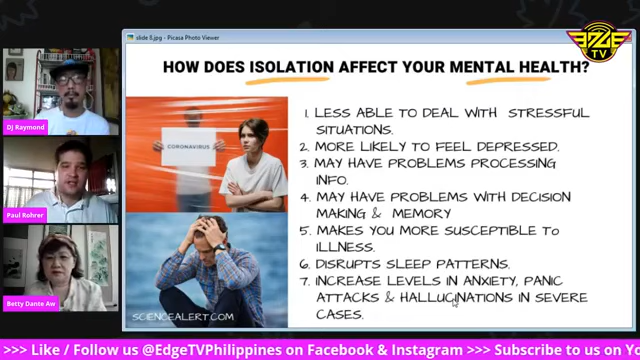 slide 8.jpg - Picasa Photo Viewer
EDGE
TV
HOW DOES ISOLATION AFFECT YOUR MENTAL HEALTH?
CORONAVIRUS
1. LESS ABLE TO DEAL WITH STRESSFUL
SITUATIONS.
2. MORE LIKELY TO FEEL DEPRESSED.
3. MAY HAVE PROBLEMS PROCESSING
INFO.
4. MAY HAVE PROBLEMS WITH DECISION
MAKING & MEMORY
5. MAKES YOU MORE SUSCEPTIBLE TO
ILLNESS.
6. DISRUPTS SLEEP PATTERNS.
7. INCREASE LEVELS IN ANXIETY, PANIC
ATTACKS & HALLUCINATIONS IN SEVERE
CASES.
SCIENCEALERT.COM
DJ Raymond
Paul Rohrer
Betty Dante Aw
>>> Like / Follow us @EdgeTVPhilippines on Facebook & Instagram >>> Subscribe to us on Yo